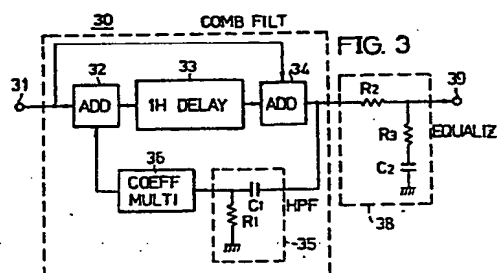 30
COMB FILT
FIG. 3
31
32
ADD
33
1H DELAY
34
ADD
39
R2
R3
C2
EQUALIZ
38
36
COEFF
MULTI
C1
R1
HPF
35